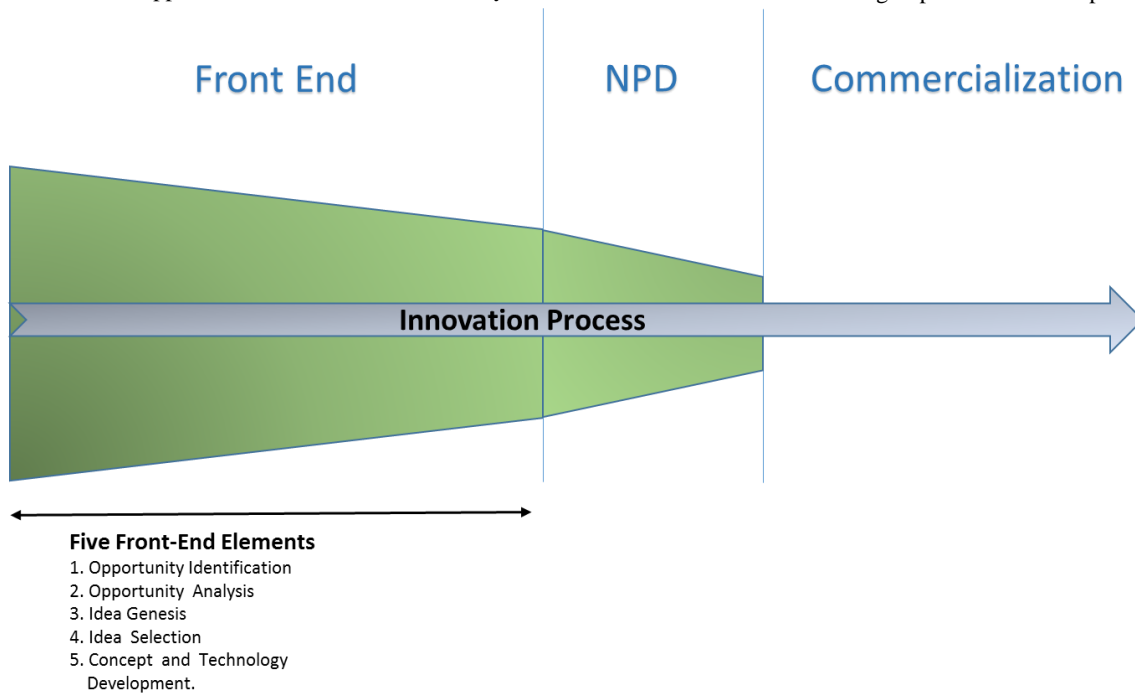 Front End
NPD
Commercialization
Innovation Process
Five Front-End Elements
1. Opportunity Identification
2. Opportunity Analysis
3. Idea Genesis
4. Idea Selection
5. Concept and Technology
Development.